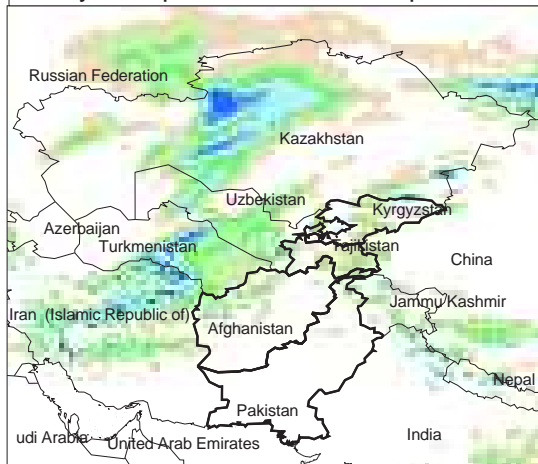 Russian Federation
Kazakhstan
Uzbekistan
Kyrgyzstan
Azerbaijan
Turkmenistan
Tajikistan
China
Iran (Islamic Republic of)
Jammu/Kashmir
Afghanistan
Nepal
Pakistan
udi Arabia
United Arab Emirates
India